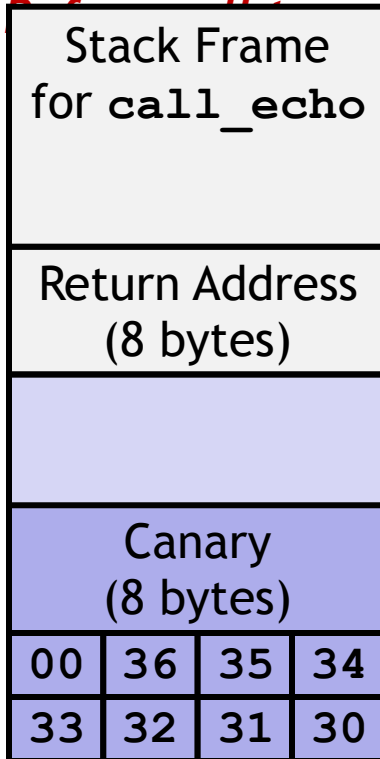 Stack Frame
for call_echo
Return Address
(8 bytes)
Canary
(8 bytes)
00 36 35 34
33 32 31 30